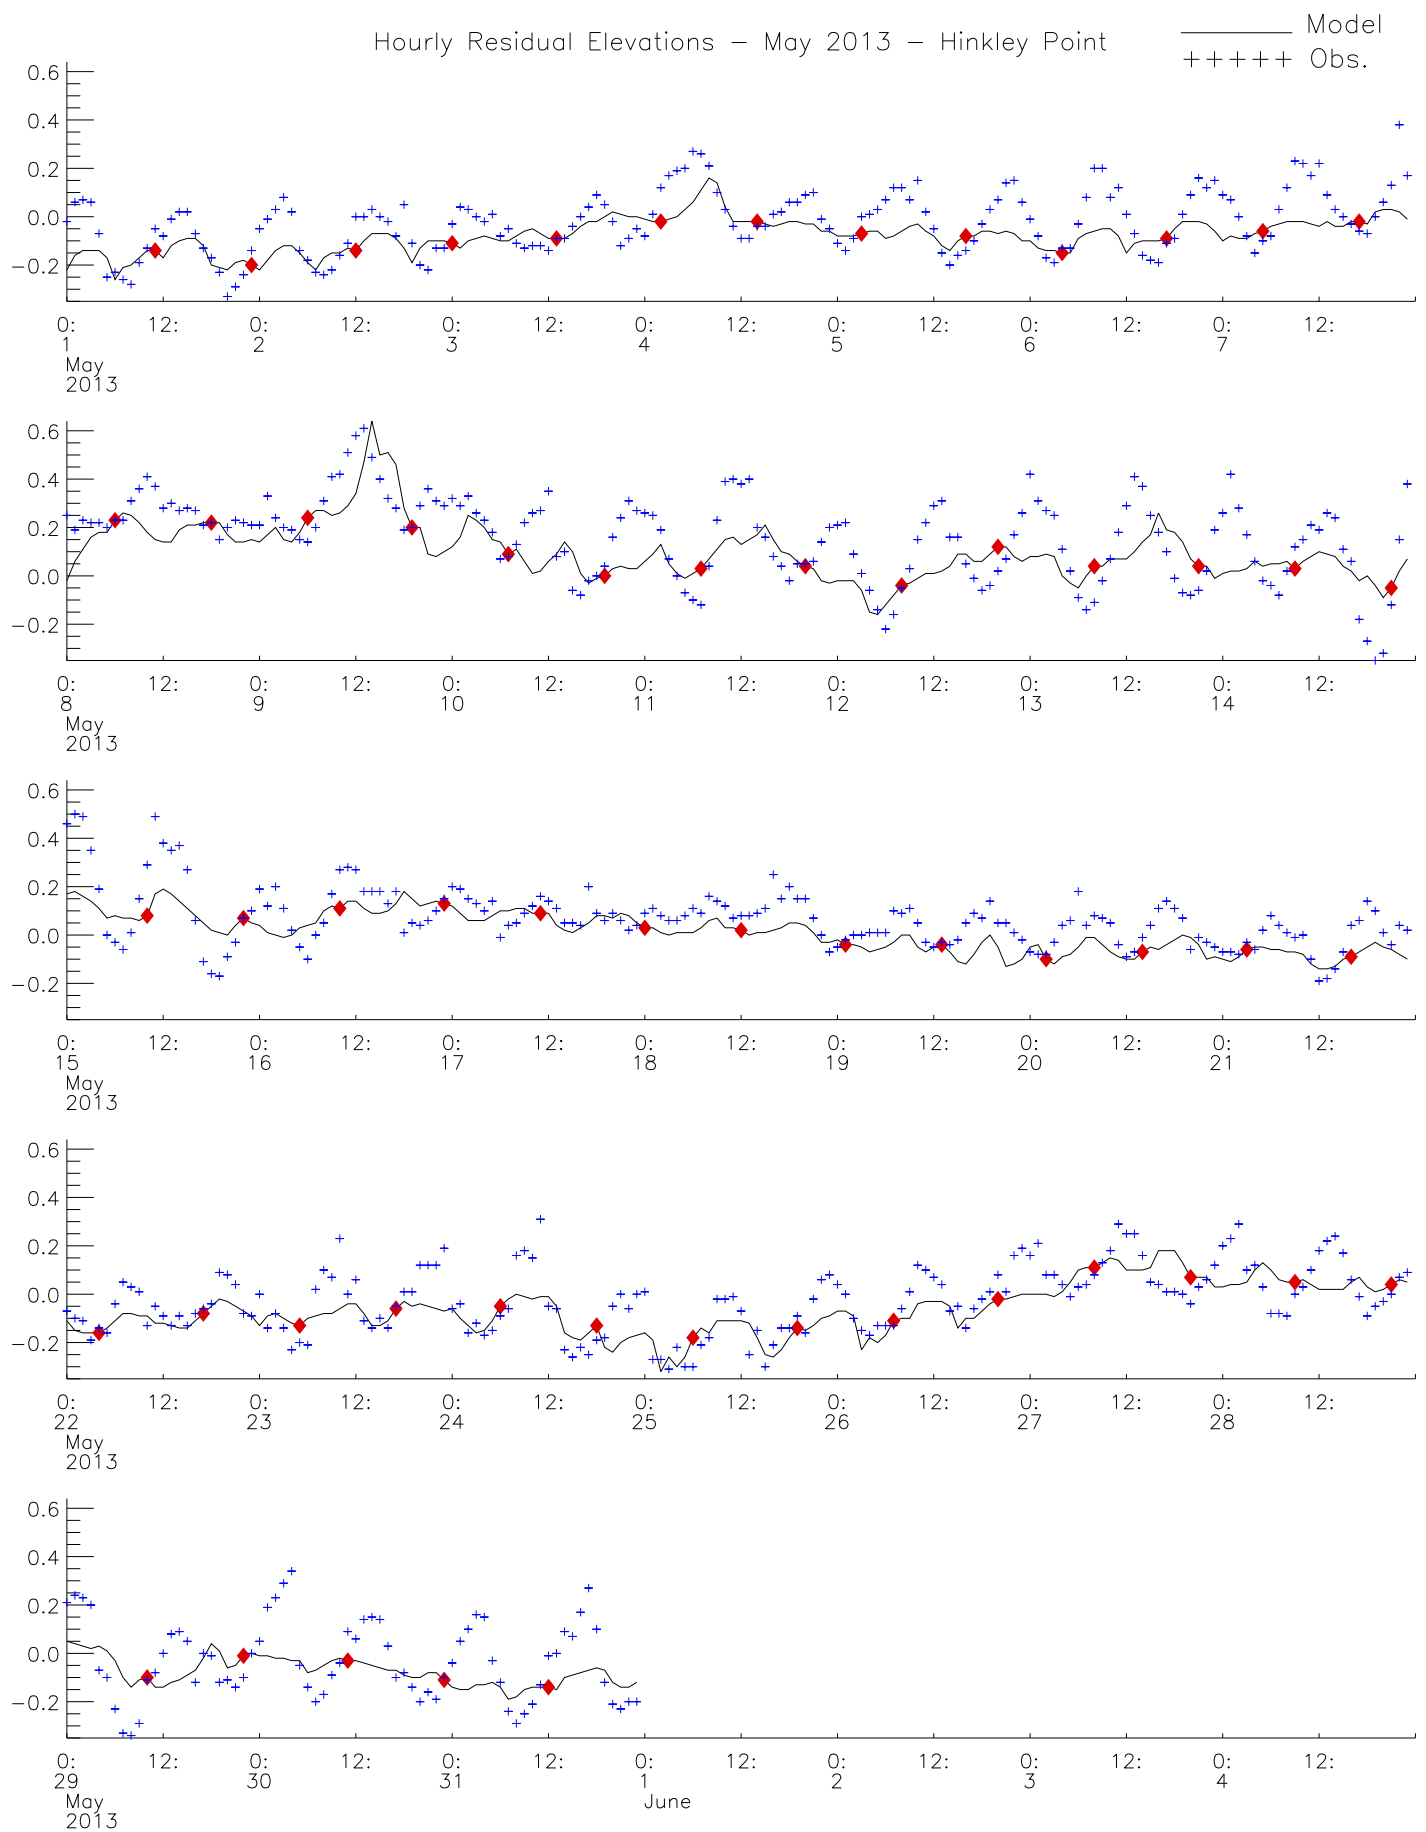 Hourly Residual Elevations − May 2013 − Hinkley Point
Model
+++++ Obs.
0.6
0.4
0.2
0.0
−0.2
0: 12: 0: 12: 0: 12: 0: 12: 0: 12: 0: 12: 0: 12:
1 2 3 4 5 6 7
May
2013
0.6
0.4
0.2
0.0
−0.2
0: 12: 0: 12: 0: 12: 0: 12: 0: 12: 0: 12: 0: 12:
8 9 10 11 12 13 14
May
2013
0.6
0.4
0.2
0.0
−0.2
0: 12: 0: 12: 0: 12: 0: 12: 0: 12: 0: 12: 0: 12:
15 16 17 18 19 20 21
May
2013
0.6
0.4
0.2
0.0
−0.2
0: 12: 0: 12: 0: 12: 0: 12: 0: 12: 0: 12: 0: 12:
22 23 24 25 26 27 28
May
2013
0.6
0.4
0.2
0.0
−0.2
0: 12: 0: 12: 0: 12: 0: 12: 0: 12: 0: 12: 0: 12:
29 30 31 1 2 3 4
May June
2013